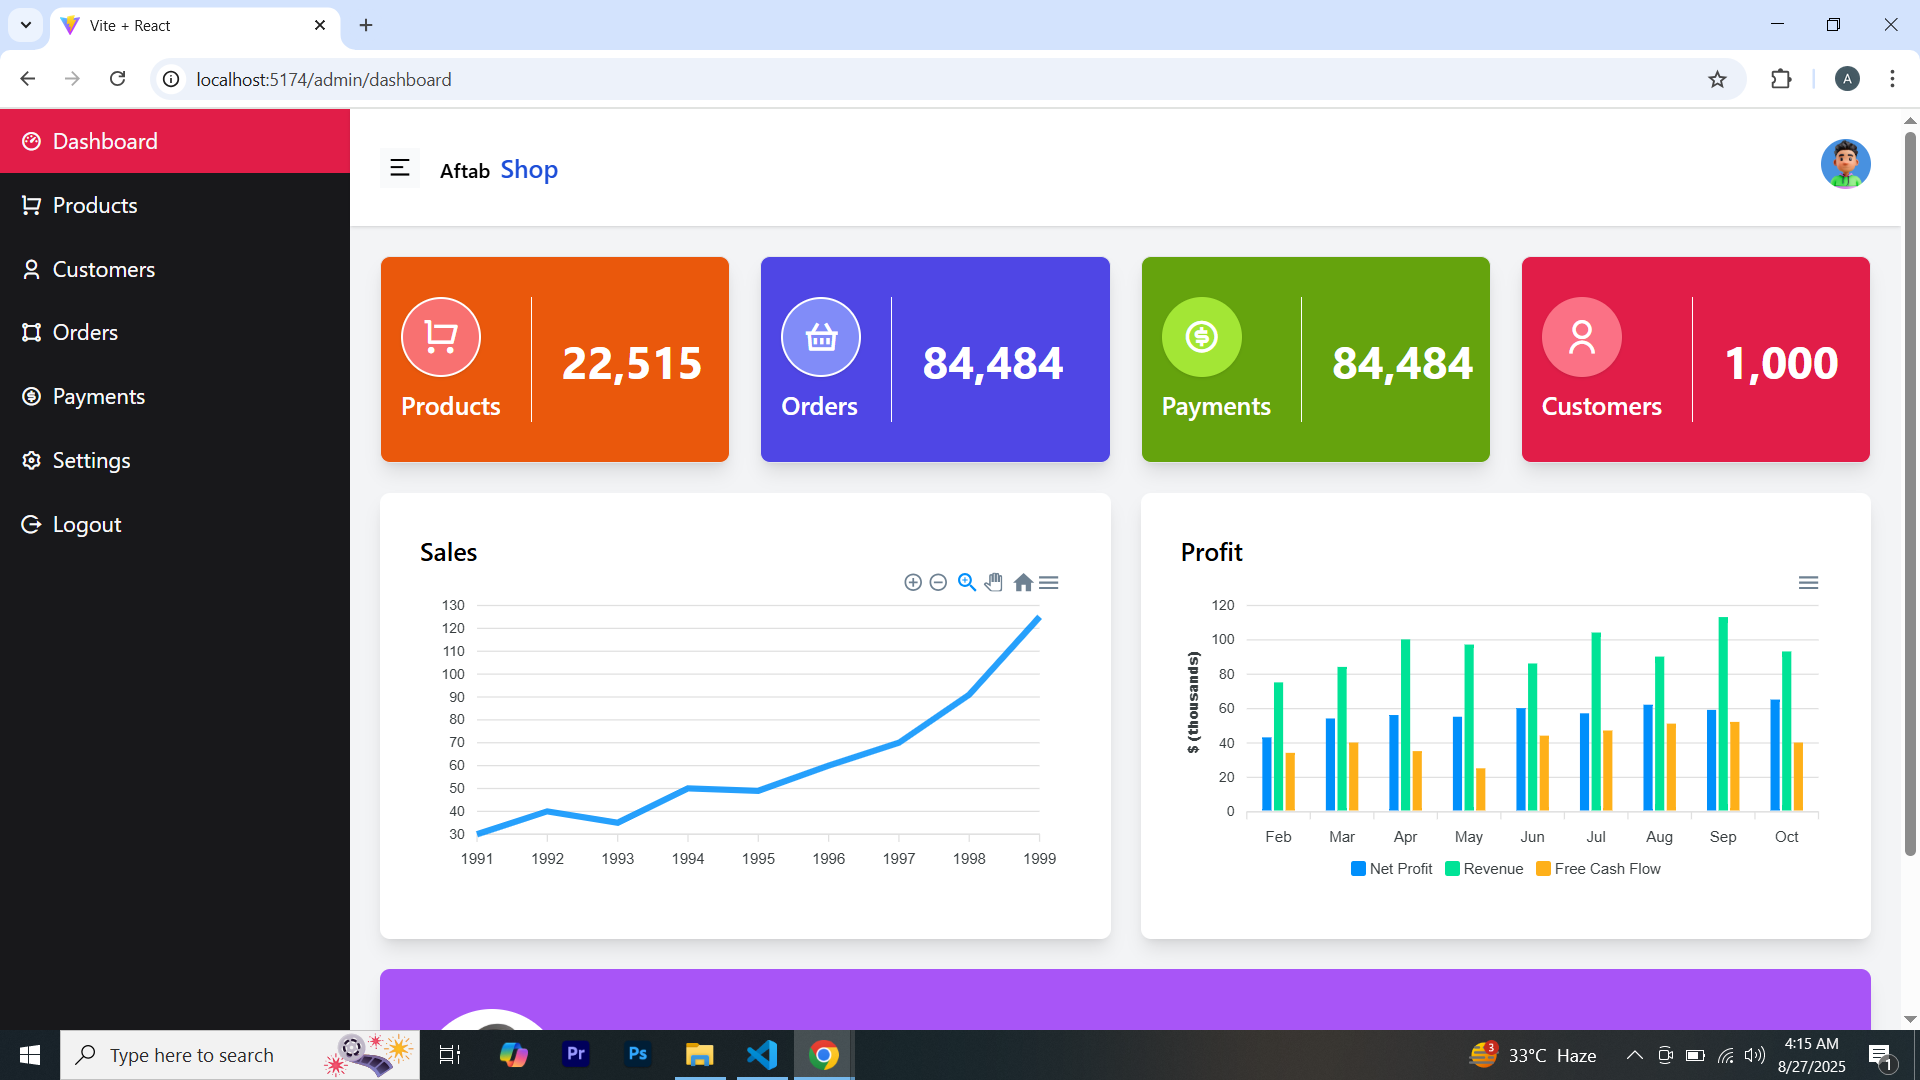 Vite + React
localhost:5174/admin/dashboard
A
Dashboard
Products
Customers
Orders
Payments
Settings
Logout
Aftab Shop
Products
22,515
Orders
84,484
Payments
84,484
Customers
1,000
Sales
130
120
110
100
90
80
70
60
50
40
30
1991 1992 1993 1994 1995 1996 1997 1998 1999
Profit
$ (thousands)
120
100
80
60
40
20
0
Feb Mar Apr May Jun Jul Aug Sep Oct
Net Profit Revenue Free Cash Flow
Type here to search
Pr
Ps
3
33°C Haze
4:15 AM
8/27/2025
1